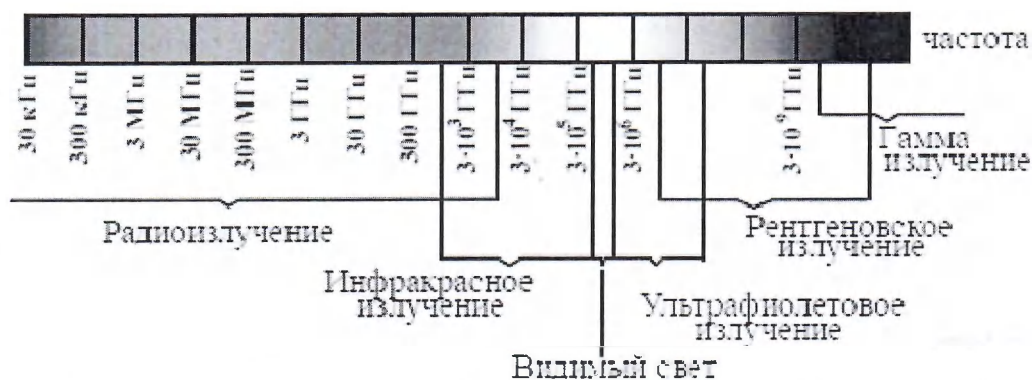 частота
30 кГц
300 кГц
3 МГц
30 МГц
300 МГц
3 ГГц
30 ГГц
300 ГГц
3·10³ ГГц
3·10⁴ ГГц
3·10⁵ ГГц
3·10⁶ ГГц
3·10⁹ ГГц
Гамма
излучение
Радиоизлучение
Рентгеновское
излучение
Инфракрасное
излучение
Ультрафиолетовое
излучение
Видимый свет